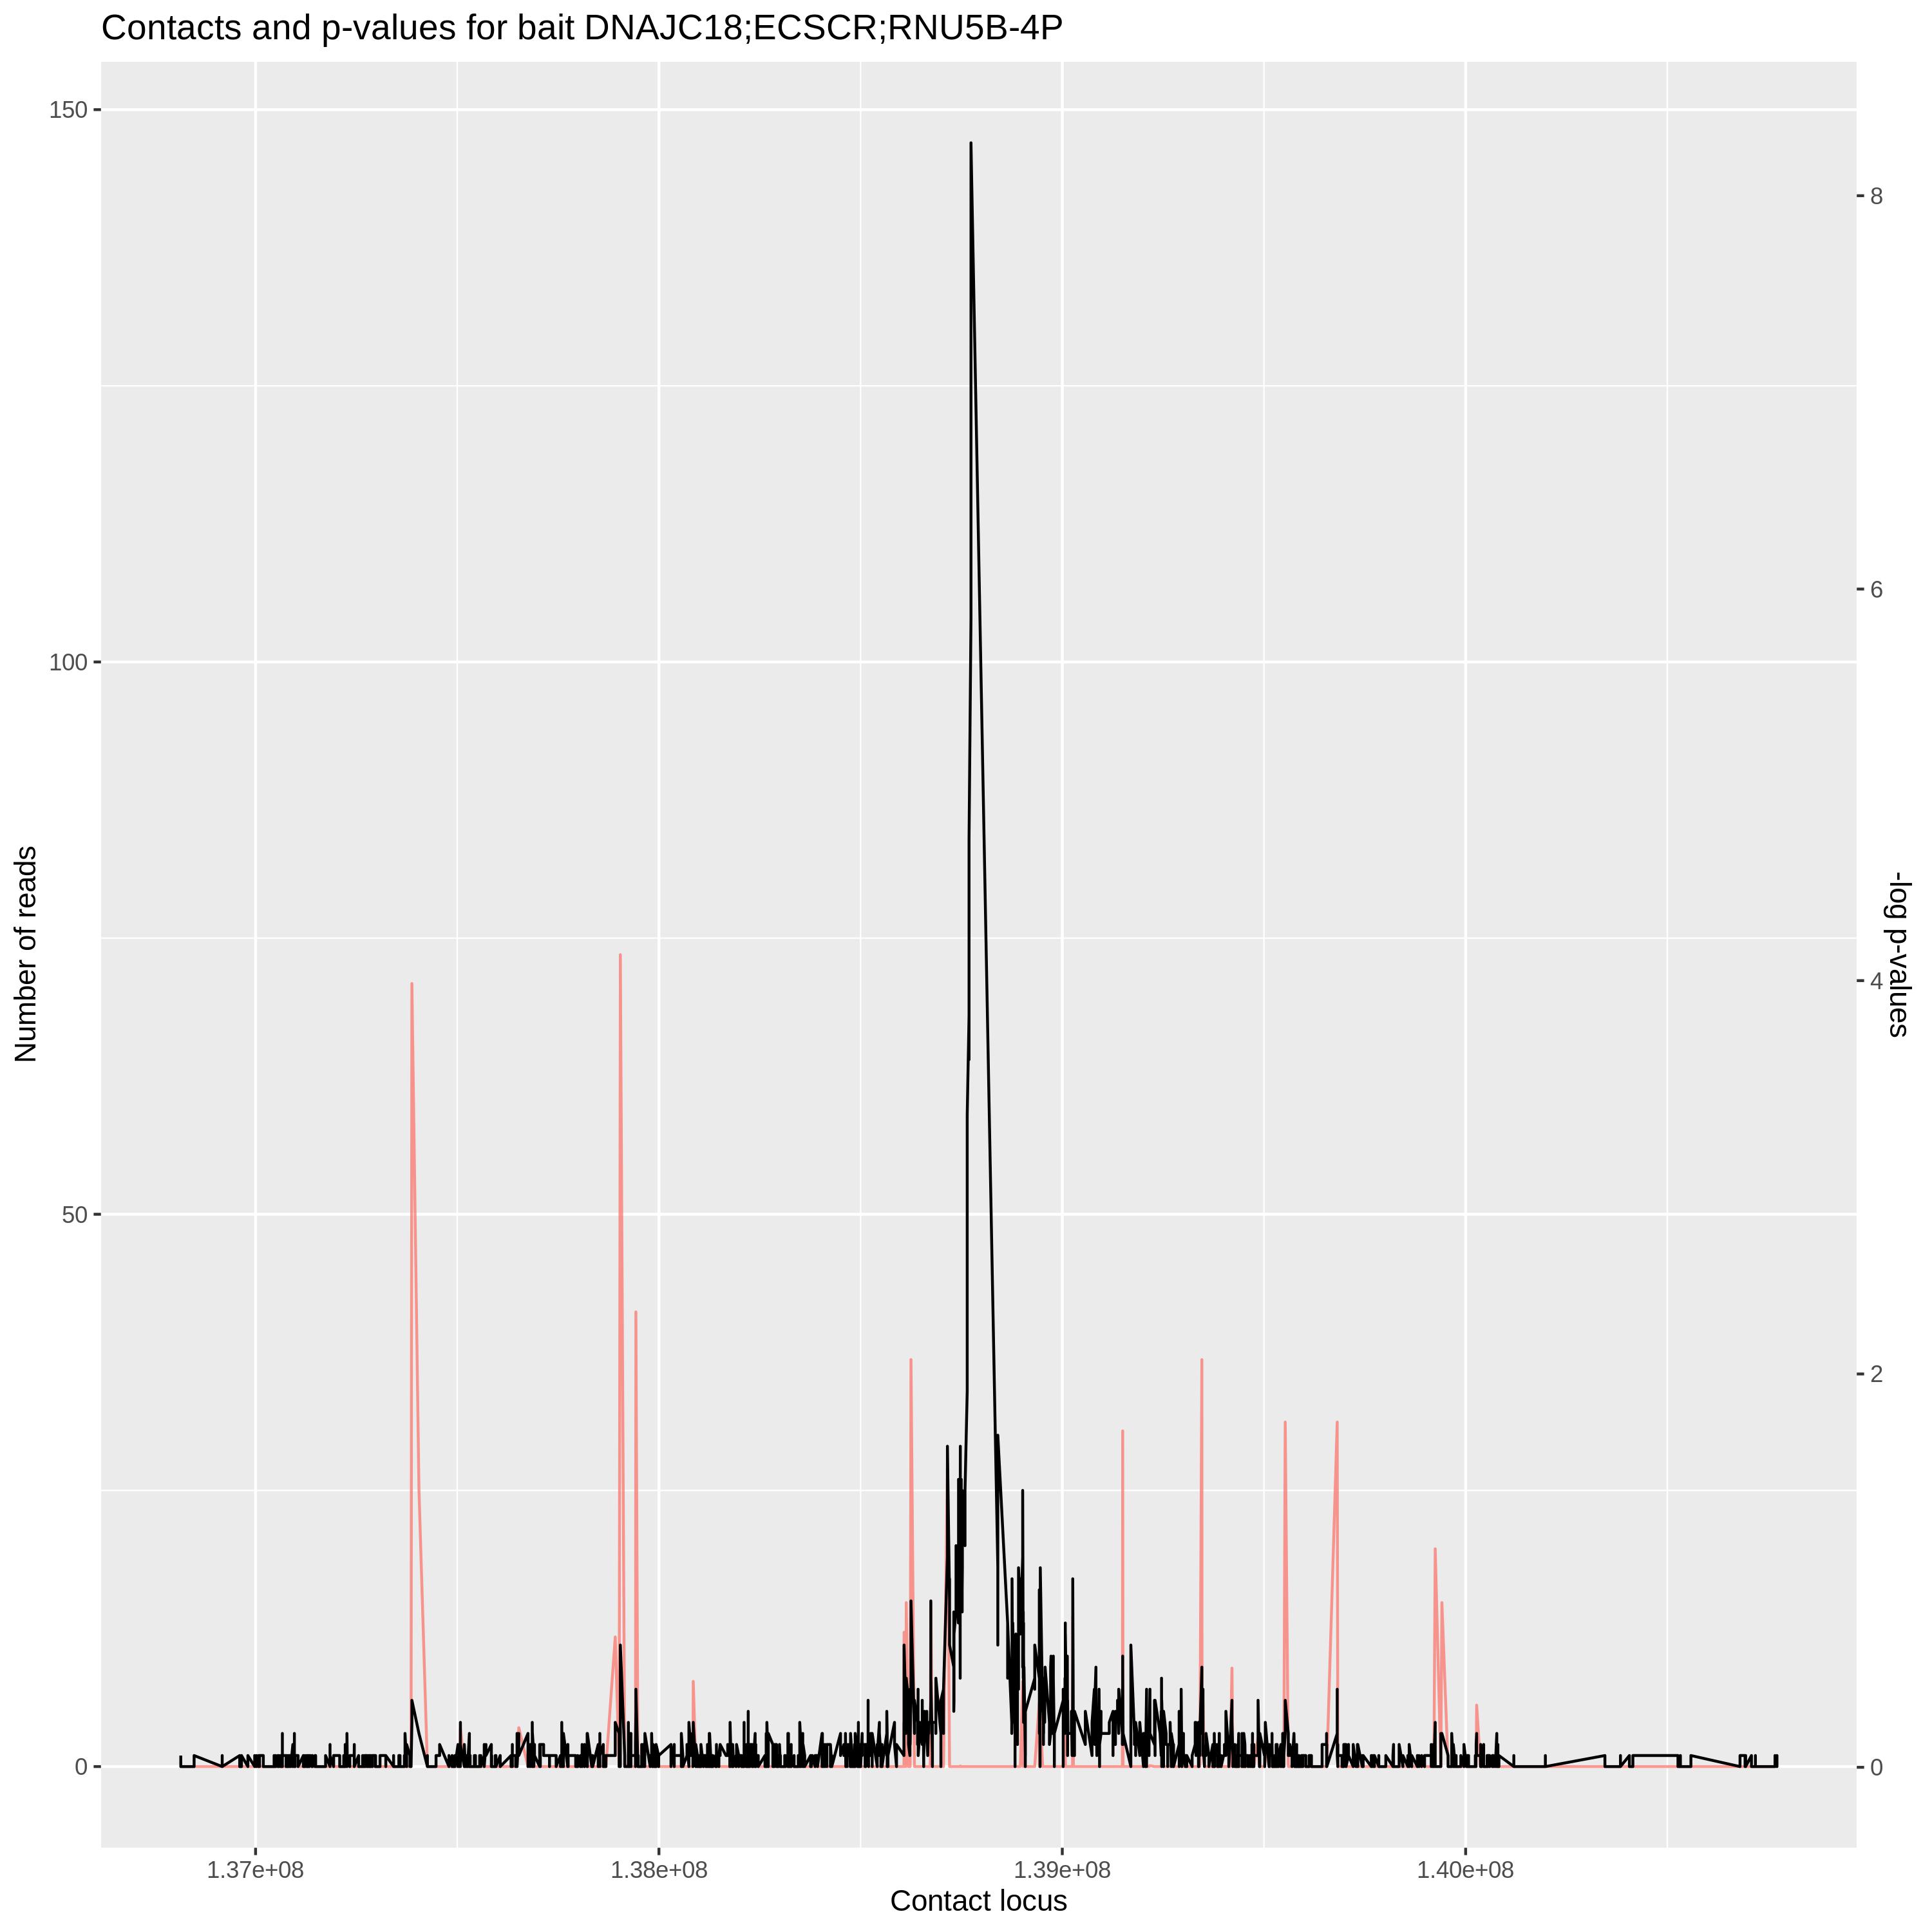 Contacts and p-values for bait DNAJC18;ECSCR;RNU5B-4P
150
100
50
0
Number of reads
8
6
4
2
0
-log p-values
1.37e+08
1.38e+08
1.39e+08
1.40e+08
Contact locus